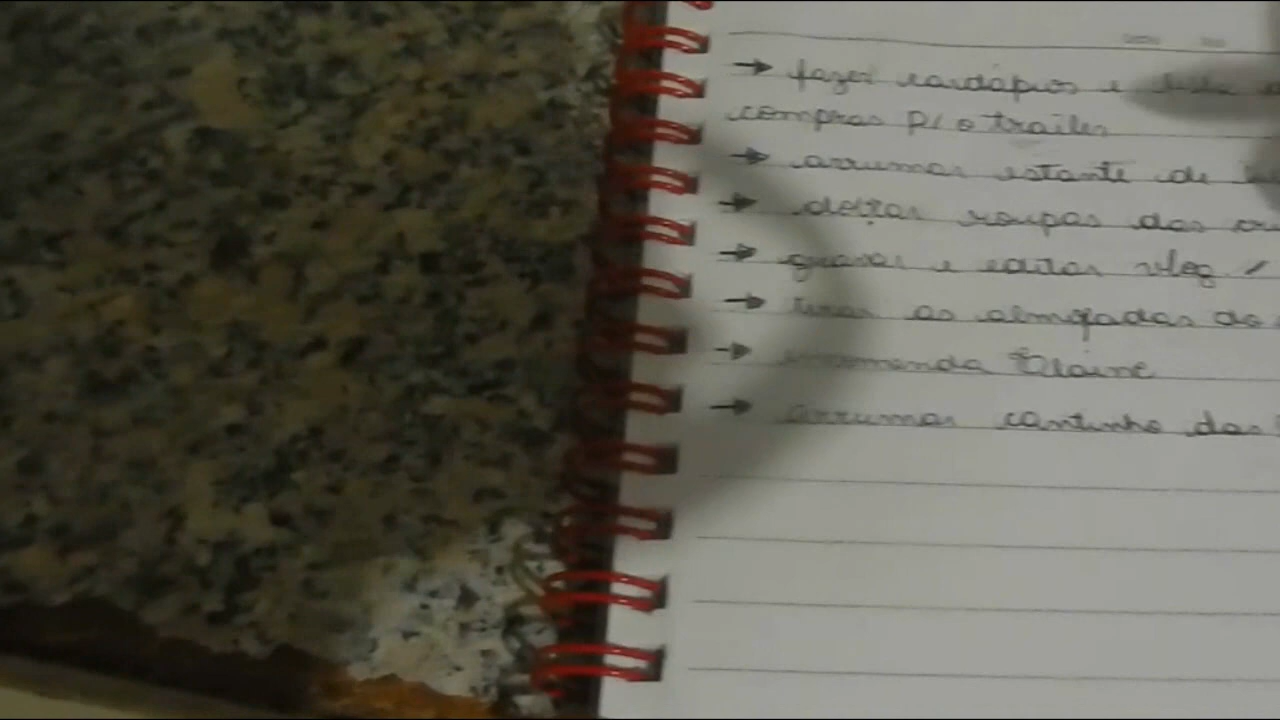 → fazer cardápios e
compras p/ o trailer
→ arrumar estante de
→ deixar roupas das
→ gravar e editar vlog /
→ tirar as almofadas do
→ encomenda Elaine
→ arrumar cantinho das